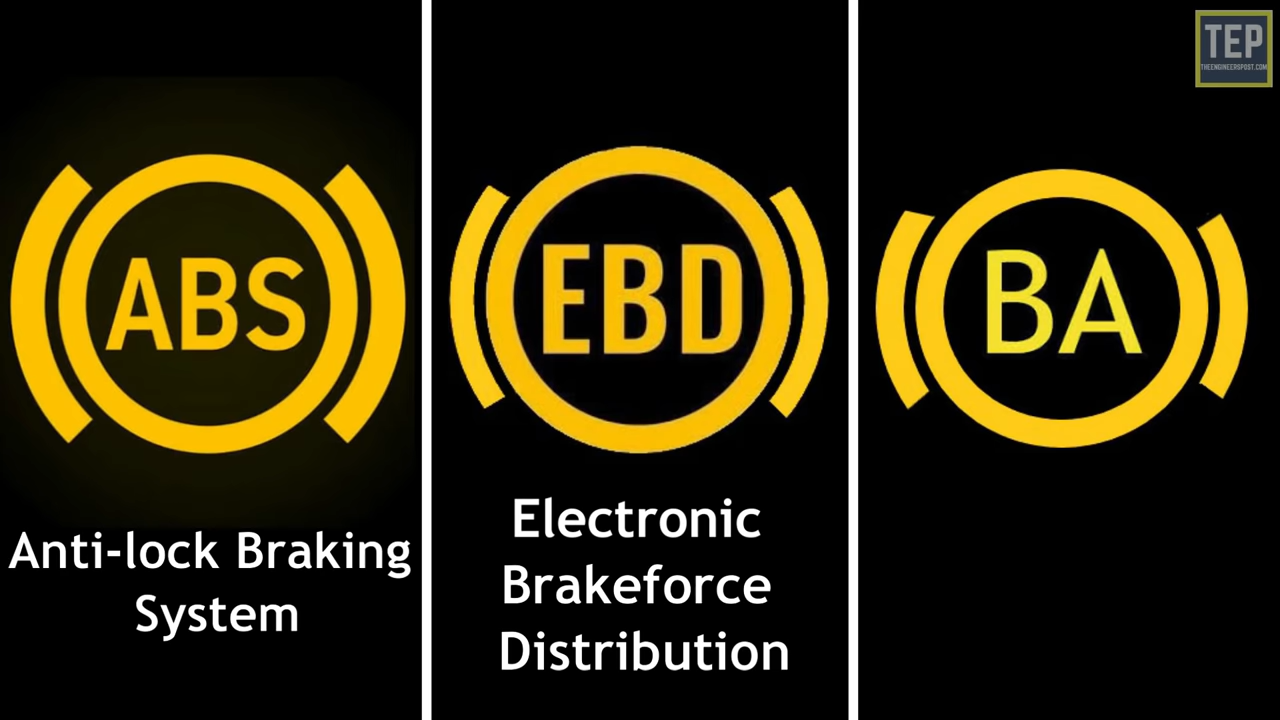 ABS
Anti-lock Braking
System
EBD
Electronic
Brakeforce
Distribution
BA
TEP
THEENGINEERSPOST.COM